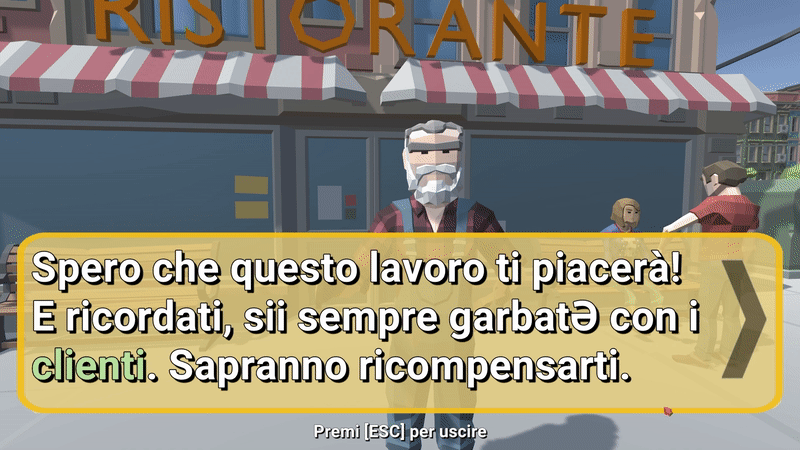 RISTORANTE
Spero che questo lavoro ti piacerà!
E ricordati, sii sempre garbatƏ con i
clienti. Sapranno ricompensarti.
Premi [ESC] per uscire